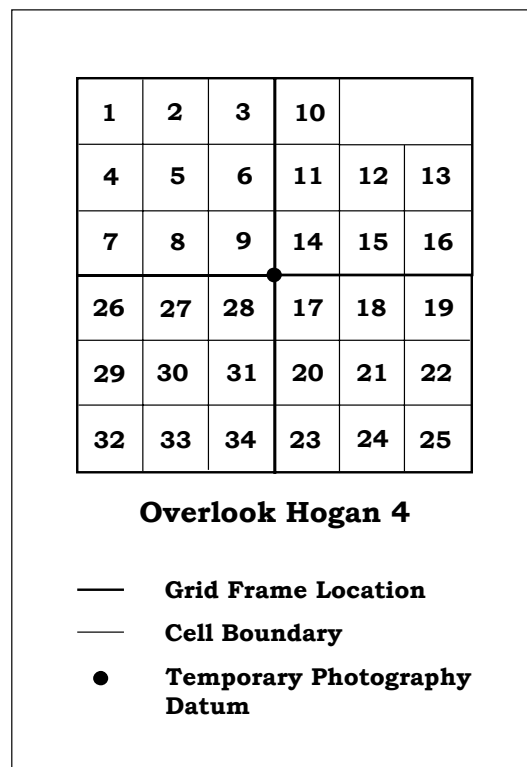 1 2 3 10
4 5 6 11 12 13
7 8 9 14 15 16
26 27 28 17 18 19
29 30 31 20 21 22
32 33 34 23 24 25
Overlook Hogan 4
Grid Frame Location
Cell Boundary
Temporary Photography
Datum